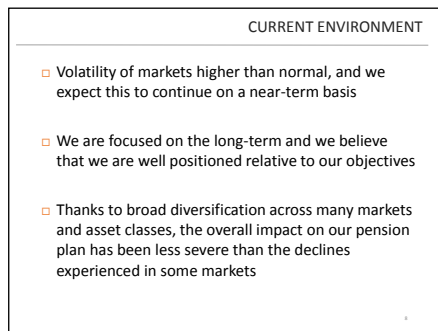 CURRENT ENVIRONMENT
Volatility of markets higher than normal, and we
expect this to continue on a near-term basis
We are focused on the long-term and we believe
that we are well positioned relative to our objectives
Thanks to broad diversification across many markets
and asset classes, the overall impact on our pension
plan has been less severe than the declines
experienced in some markets